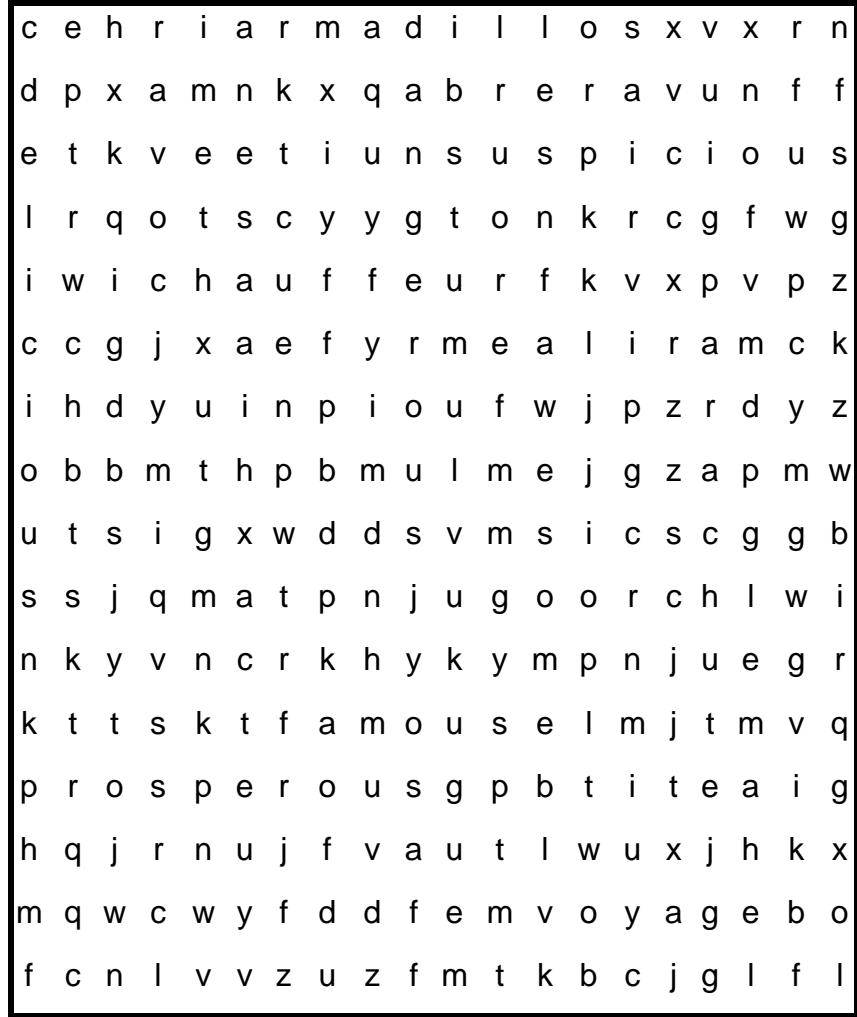 c e h r i a r m a d i l l o s x v x r n
d p x a m n k x q a b r e r a v u n f f
e t k v e e t i u n s u s p i c i o u s
l r q o t s c y y g t o n k r c g f w g
i w i c h a u f f e u r f k v x p v p z
c c g j x a e f y r m e a l i r a m c k
i h d y u i n p i o u f w j p z r d y z
o b b m t h p b m u l m e j g z a p m w
u t s i g x w d d s v m s i c s c g g b
s s j q m a t p n j u g o o r c h l w i
n k y v n c r k h y k y m p n j u e g r
k t t s k t f a m o u s e l m j t m v q
p r o s p e r o u s g p b t i t e a i g
h q j r n u j f v a u t l w u x j h k x
m q w c w y f d d f e m v o y a g e b o
f c n l v v z u z f m t k b c j g l f l